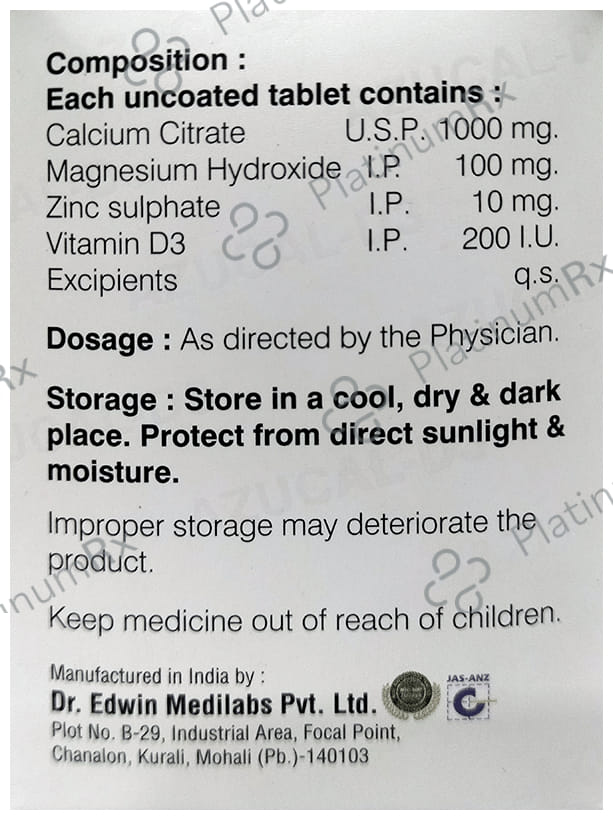 Composition :
Each uncoated tablet contains :
Calcium Citrate U.S.P. 1000 mg.
Magnesium Hydroxide I.P. 100 mg.
Zinc sulphate I.P. 10 mg.
Vitamin D3 I.P. 200 I.U.
Excipients q.s.
Dosage : As directed by the Physician.
Storage : Store in a cool, dry & dark
place. Protect from direct sunlight &
moisture.
Improper storage may deteriorate the
product.
Keep medicine out of reach of children.
Manufactured in India by :
Dr. Edwin Medilabs Pvt. Ltd.
JAS-ANZ
Plot No. B-29, Industrial Area, Focal Point,
Chanalon, Kurali, Mohali (Pb.)-140103
PlatinumRx
PlatinumRx